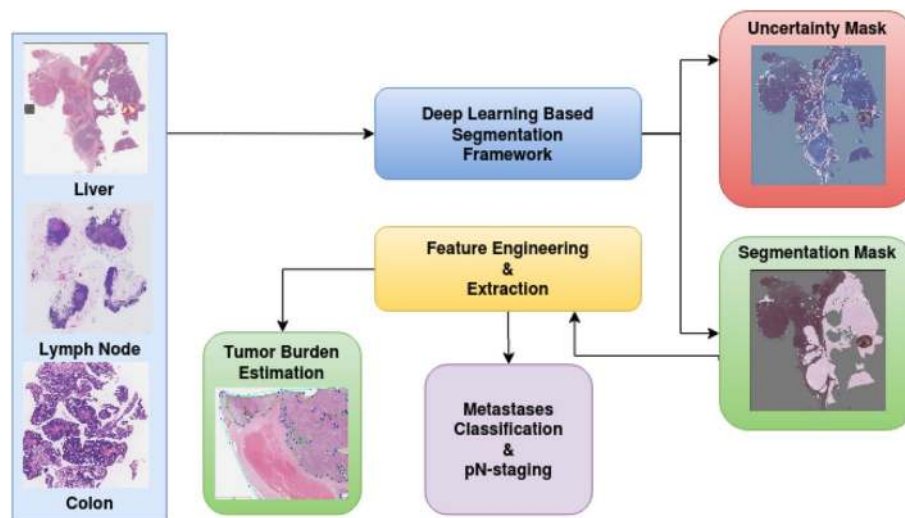 Liver
Lymph Node
Colon
Deep Learning Based
Segmentation
Framework
Uncertainty Mask
Segmentation Mask
Feature Engineering
&
Extraction
Tumor Burden
Estimation
Metastases
Classification
&
pN-staging